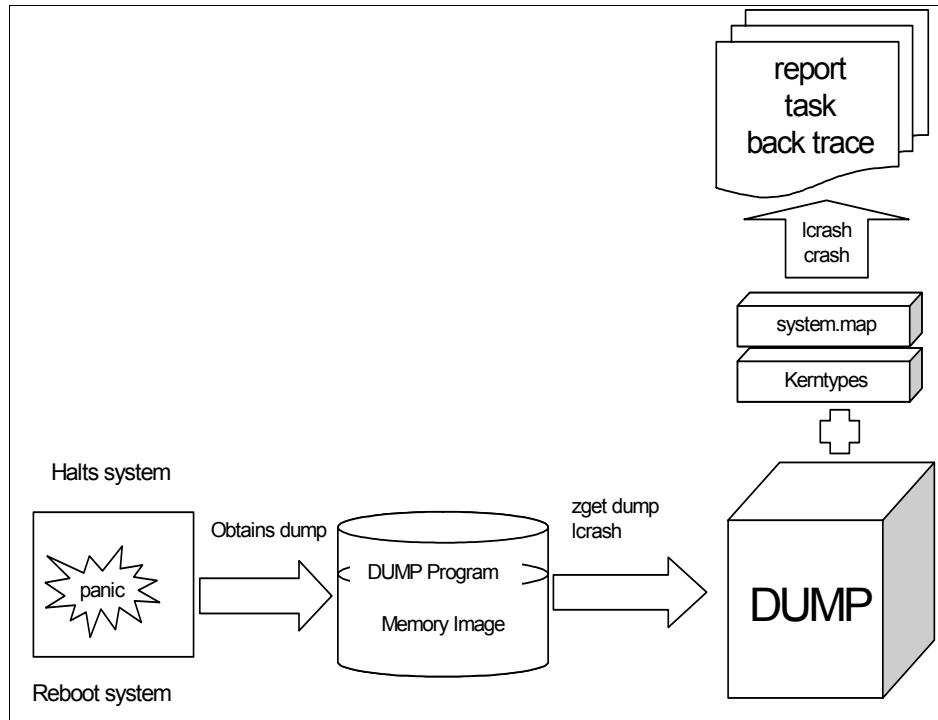 report
task
back trace
lcrash
crash
system.map
Kerntypes
Halts system
panic
Reboot system
Obtains dump
DUMP Program
Memory Image
zget dump
lcrash
DUMP